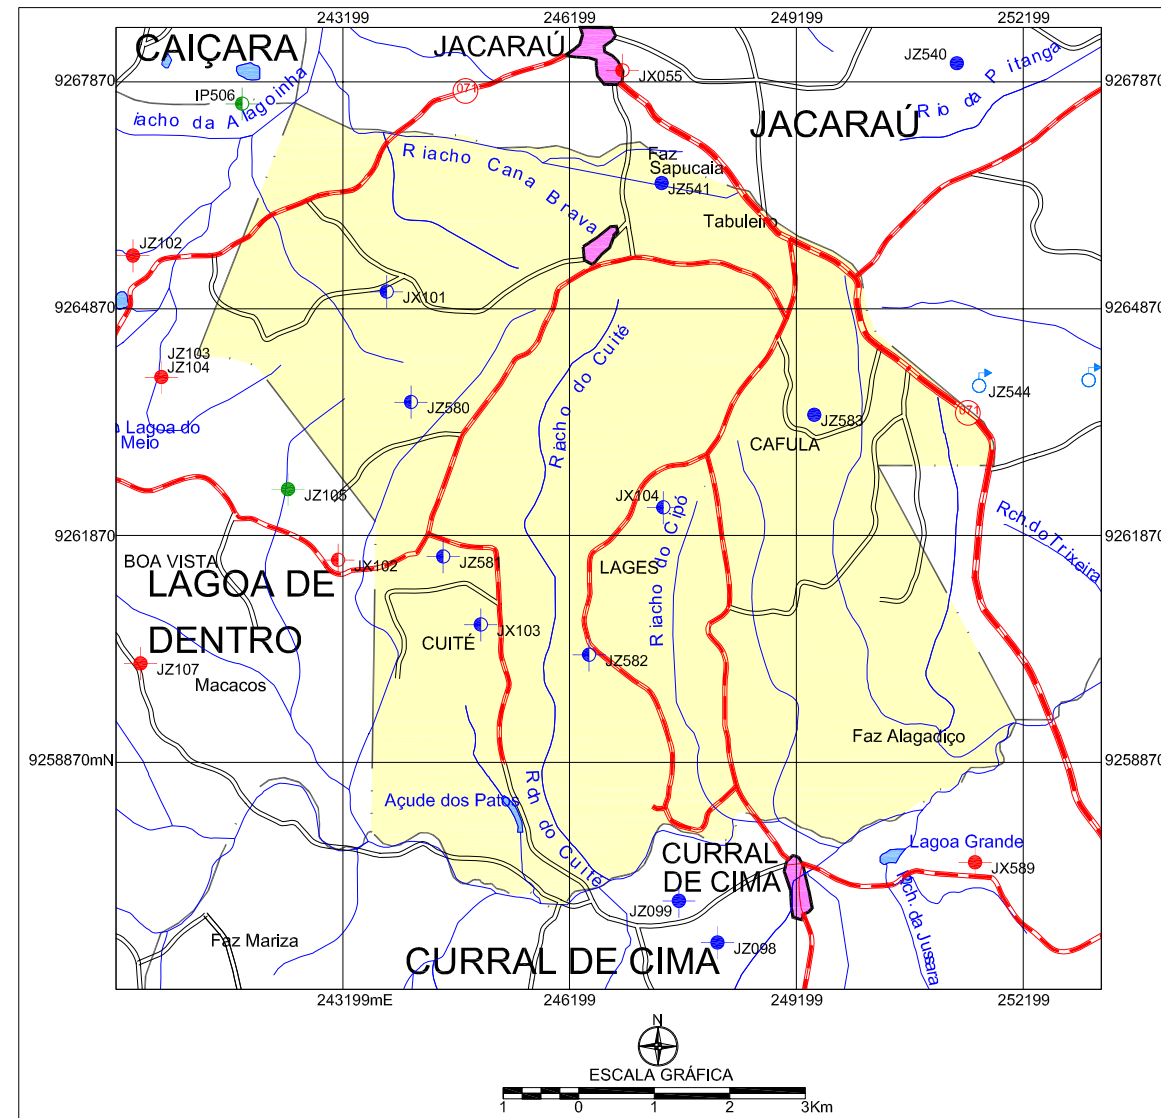 243199
246199
249199
252199
CAIÇARA
JACARAÚ
JZ540
JX055
9267870
9267870
071
IP506
iacho da Alagoinha
Rio da Pitanga
JACARAÚ
Riacho Cana Brava
Faz
Sapucaia
JZ541
Tabuleiro
JZ102
JX101
9264870
9264870
Riacho do Cuité
JZ103
JZ104
JZ580
JZ583
JZ544
071
Lagoa do
Meio
CAFULA
JZ105
JX104
Riacho do Cipó
Rch.do Trixeira
9261870
9261870
BOA VISTA
JX102
JZ581
LAGES
LAGOA DE
DENTRO
CUITÉ
JX103
JZ582
JZ107
Macacos
Faz Alagadiço
9258870mN
9258870
Açude dos Patos
Rch do Cuité
Lagoa Grande
CURRAL
DE CIMA
JX589
Rch. da Jussara
JZ099
Faz Mariza
JZ098
CURRAL DE CIMA
243199mE
246199
249199
252199
N
ESCALA GRÁFICA
1
0
1
2
3Km